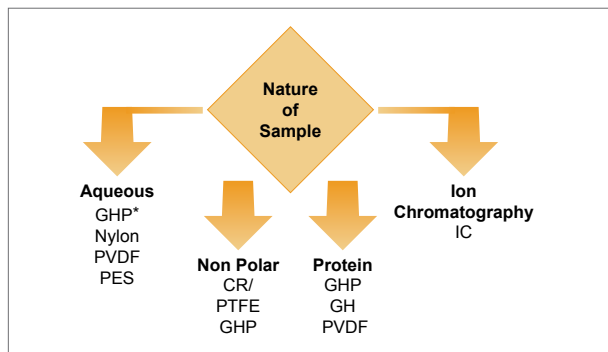 Nature
of
Sample
Aqueous
GHP*
Nylon
PVDF
PES
Non Polar
CR/
PTFE
GHP
Protein
GHP
GH
PVDF
Ion
Chromatography
IC